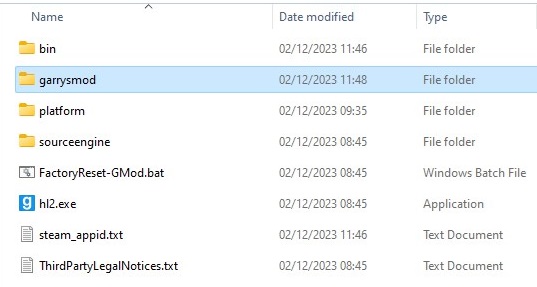 Name Date modified Type
bin 02/12/2023 11:46 File folder
garrysmod 02/12/2023 11:48 File folder
platform 02/12/2023 09:35 File folder
sourceengine 02/12/2023 08:45 File folder
FactoryReset-GMod.bat 02/12/2023 08:45 Windows Batch File
g hl2.exe 02/12/2023 08:45 Application
steam_appid.txt 02/12/2023 11:46 Text Document
ThirdPartyLegalNotices.txt 02/12/2023 08:45 Text Document